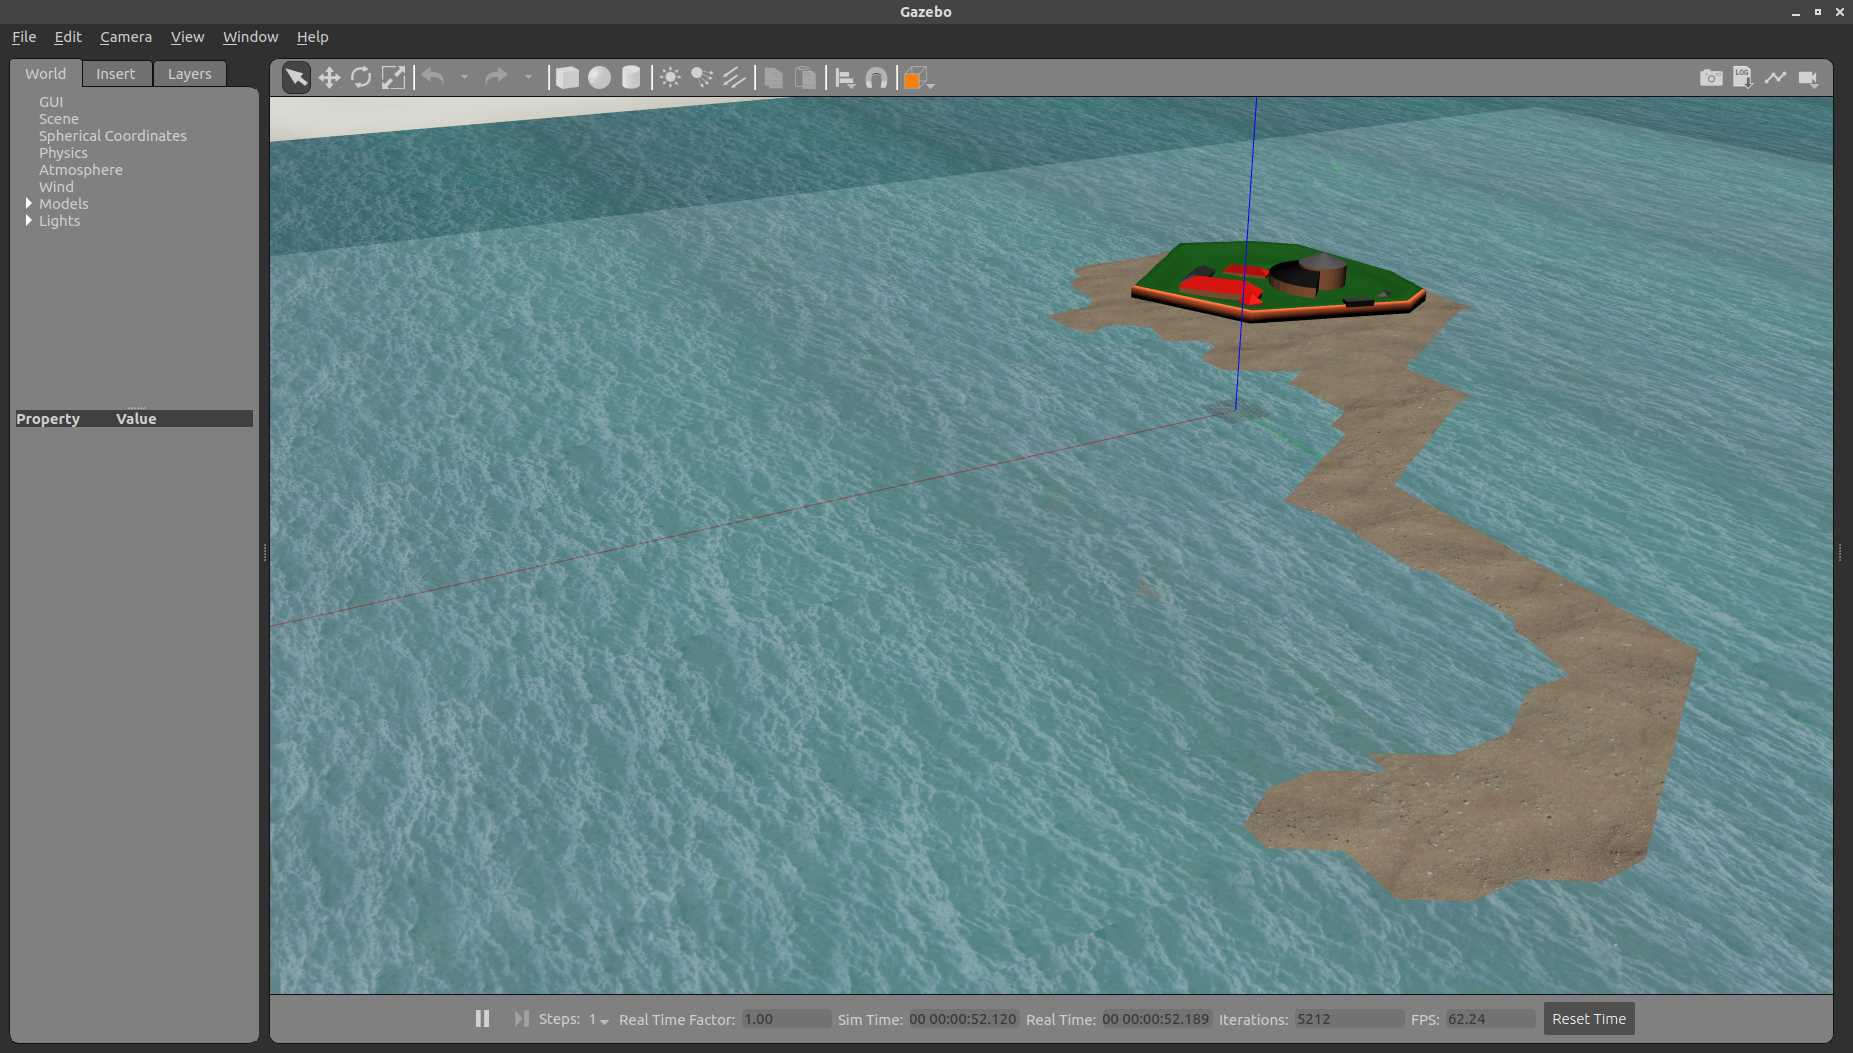 Gazebo
File Edit Camera View Window Help
World Insert Layers
GUI
Scene
Spherical Coordinates
Physics
Atmosphere
Wind
Models
Lights
Property Value
LOG
Steps: 1 Real Time Factor: 1.00 Sim Time: 00 00:00:52.120 Real Time: 00 00:00:52.189 Iterations: 5212 FPS: 62.24 Reset Time